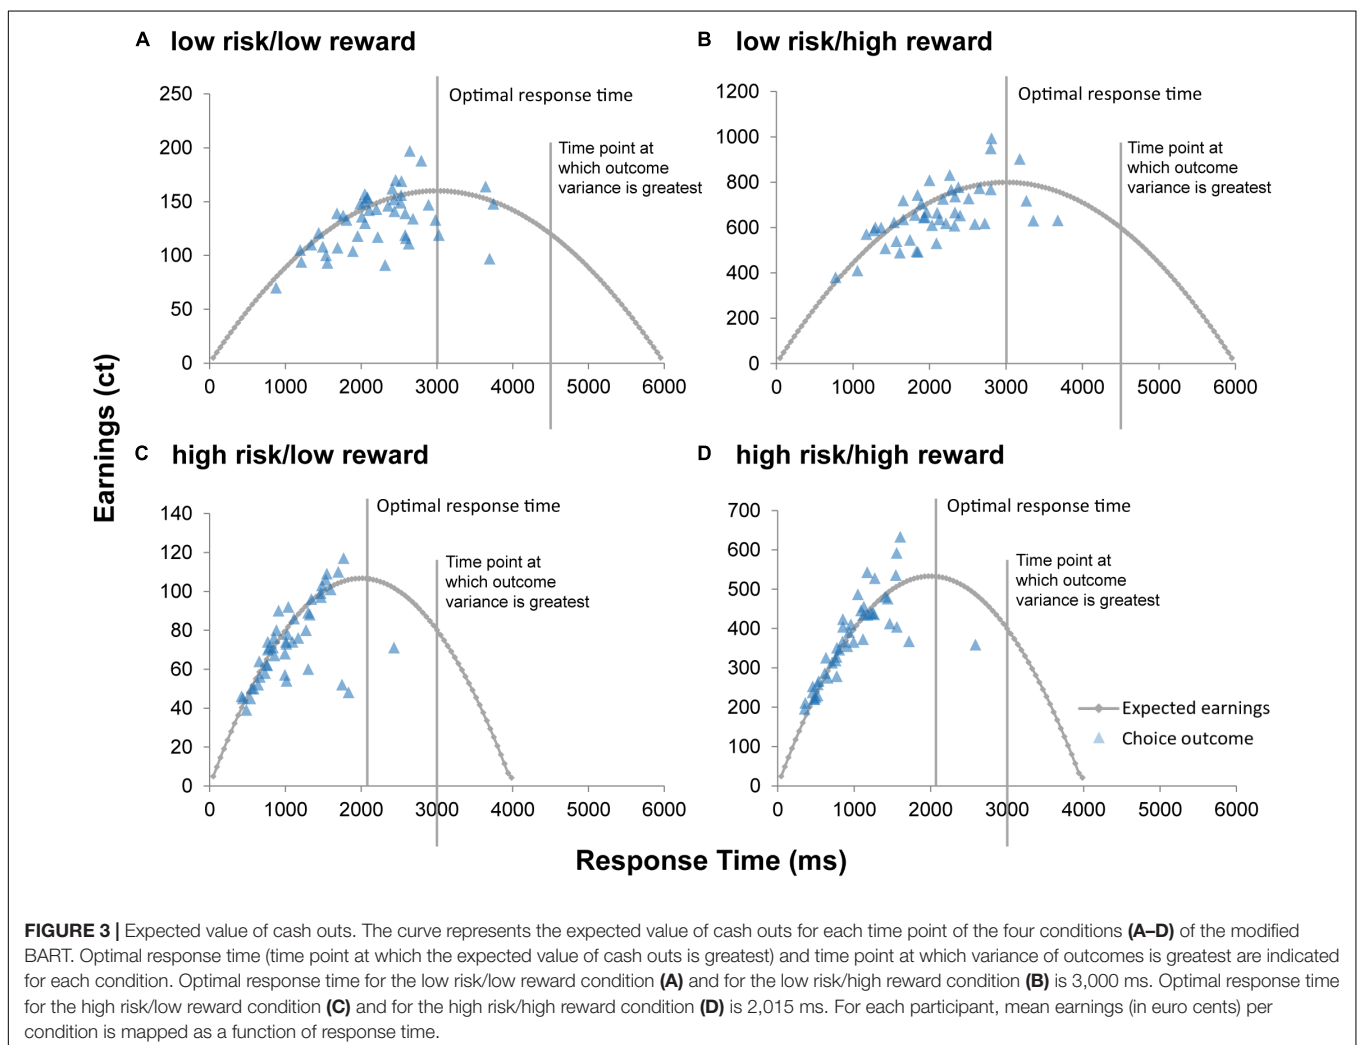 A low risk/low reward
250
200
150
100
50
0
0 1000 2000 3000 4000 5000 6000
Optimal response time
Time point at
which outcome
variance is greatest
B low risk/high reward
1200
1000
800
600
400
200
0
0 1000 2000 3000 4000 5000 6000
Optimal response time
Time point at
which outcome
variance is greatest
Earnings (ct)
C high risk/low reward
140
120
100
80
60
40
20
0
0 1000 2000 3000 4000 5000 6000
Optimal response time
Time point at
which outcome
variance is greatest
D high risk/high reward
700
600
500
400
300
200
100
0
0 1000 2000 3000 4000 5000 6000
Optimal response time
Time point at
which outcome
variance is greatest
Expected earnings
Choice outcome
Response Time (ms)
FIGURE 3 | Expected value of cash outs. The curve represents the expected value of cash outs for each time point of the four conditions (A–D) of the modified
BART. Optimal response time (time point at which the expected value of cash outs is greatest) and time point at which variance of outcomes is greatest are indicated
for each condition. Optimal response time for the low risk/low reward condition (A) and for the low risk/high reward condition (B) is 3,000 ms. Optimal response time
for the high risk/low reward condition (C) and for the high risk/high reward condition (D) is 2,015 ms. For each participant, mean earnings (in euro cents) per
condition is mapped as a function of response time.